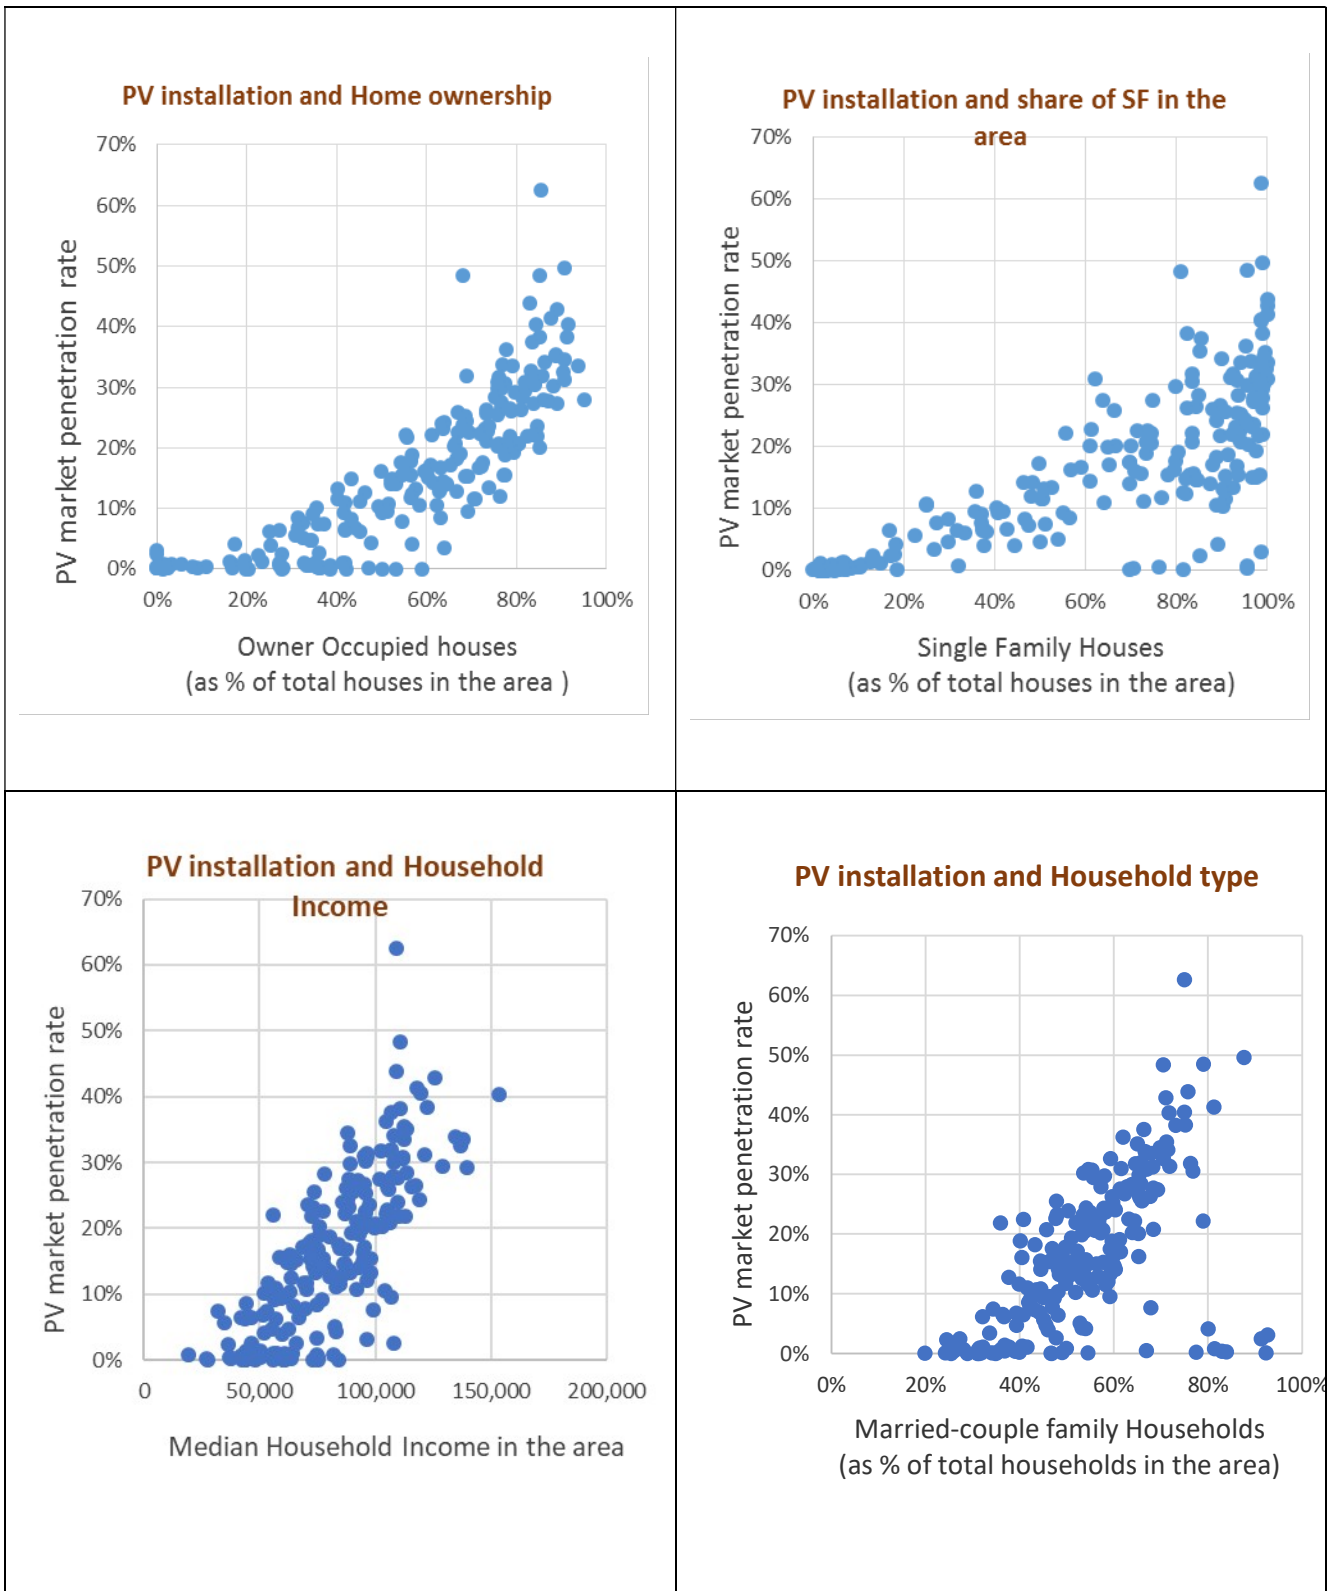 PV installation and Home ownership
70%
60%
50%
40%
30%
20%
10%
0%
PV market penetration rate
0% 20% 40% 60% 80% 100%
Owner Occupied houses
(as % of total houses in the area )
PV installation and share of SF in the
area
70%
60%
50%
40%
30%
20%
10%
0%
PV market penetration rate
0% 20% 40% 60% 80% 100%
Single Family Houses
(as % of total houses in the area)
PV installation and Household
Income
70%
60%
50%
40%
30%
20%
10%
0%
PV market penetration rate
0 50,000 100,000 150,000 200,000
Median Household Income in the area
PV installation and Household type
70%
60%
50%
40%
30%
20%
10%
0%
PV market penetration rate
0% 20% 40% 60% 80% 100%
Married-couple family Households
(as % of total households in the area)